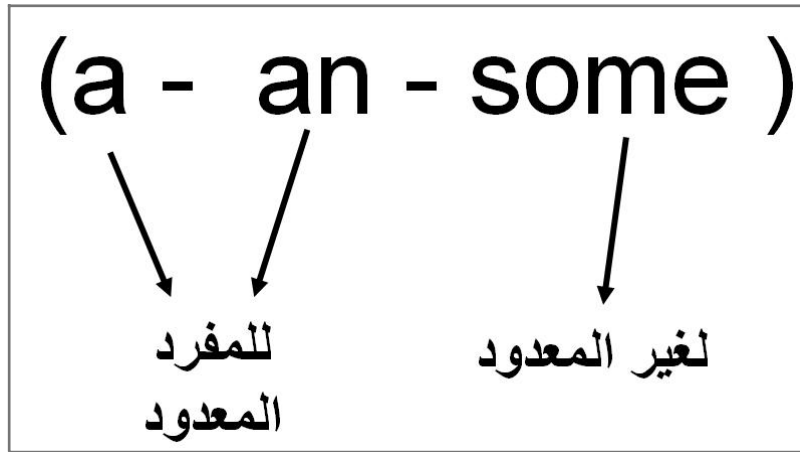 (a - an - some )
للمفرد
المعدود
لغير المعدود